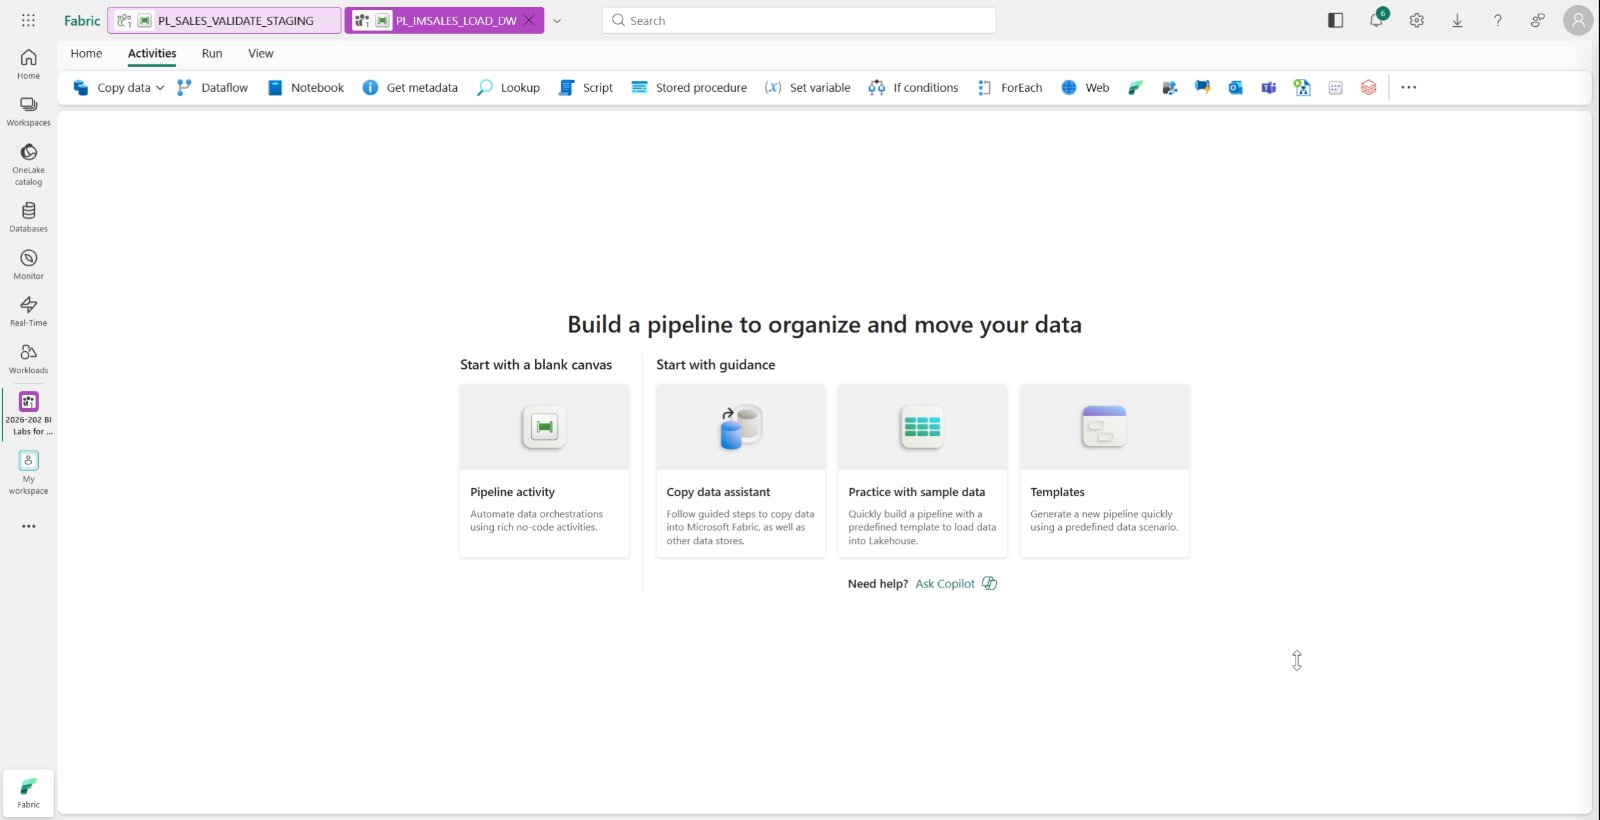 Fabric
PL_SALES_VALIDATE_STAGING
PL_IMSALES_LOAD_DW
Search
6
Home
Activities
Run
View
Copy data
Dataflow
Notebook
Get metadata
Lookup
Script
Stored procedure
(x) Set variable
If conditions
ForEach
Web
Home
Workspaces
OneLake
catalog
Databases
Monitor
Real-Time
Workloads
2026-202 BI
Labs for ...
My
workspace
Fabric
Build a pipeline to organize and move your data
Start with a blank canvas
Start with guidance
Pipeline activity
Automate data orchestrations
using rich no-code activities.
Copy data assistant
Follow guided steps to copy data
into Microsoft Fabric, as well as
other data stores.
Practice with sample data
Quickly build a pipeline with a
predefined template to load data
into Lakehouse.
Templates
Generate a new pipeline quickly
using a predefined data scenario.
Need help? Ask Copilot